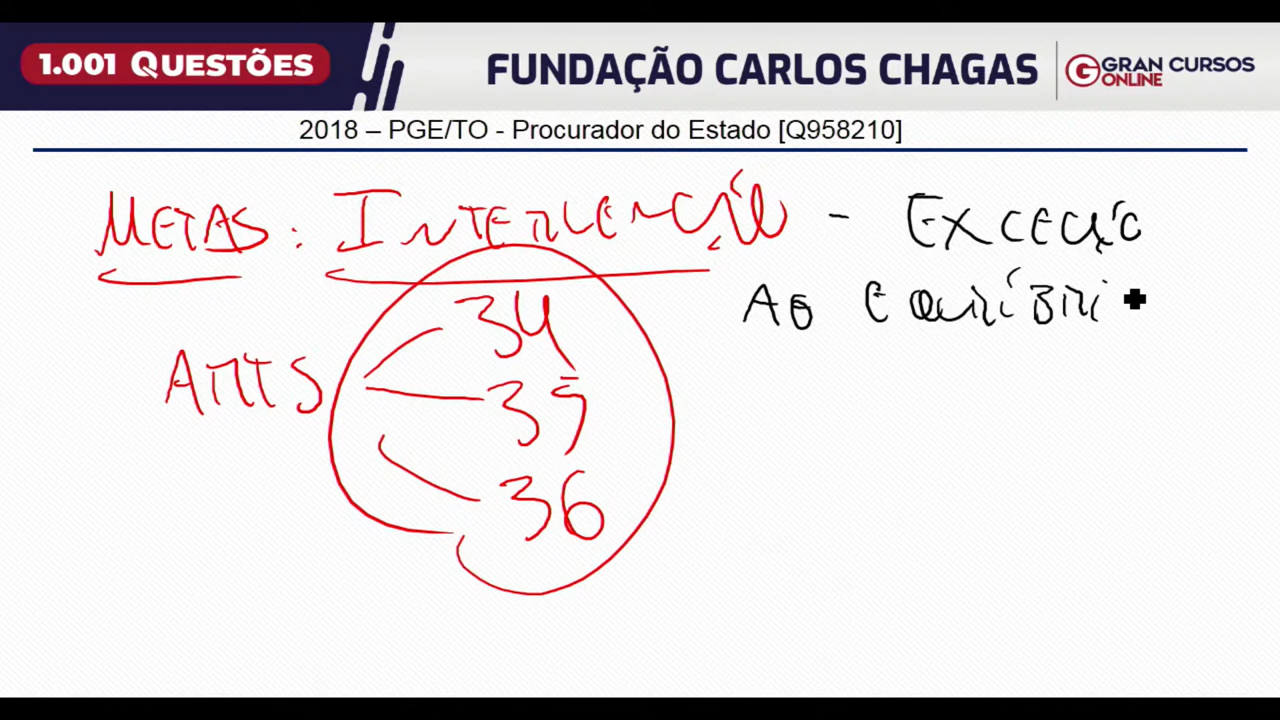 1.001 QUESTÕES
FUNDAÇÃO CARLOS CHAGAS
GRAN CURSOS
ONLINE
2018 – PGE/TO - Procurador do Estado [Q958210]
METAS: INTERVENÇÃO - EXCEÇÃO
AO EQUILÍBRI
ARTS 34
35
36